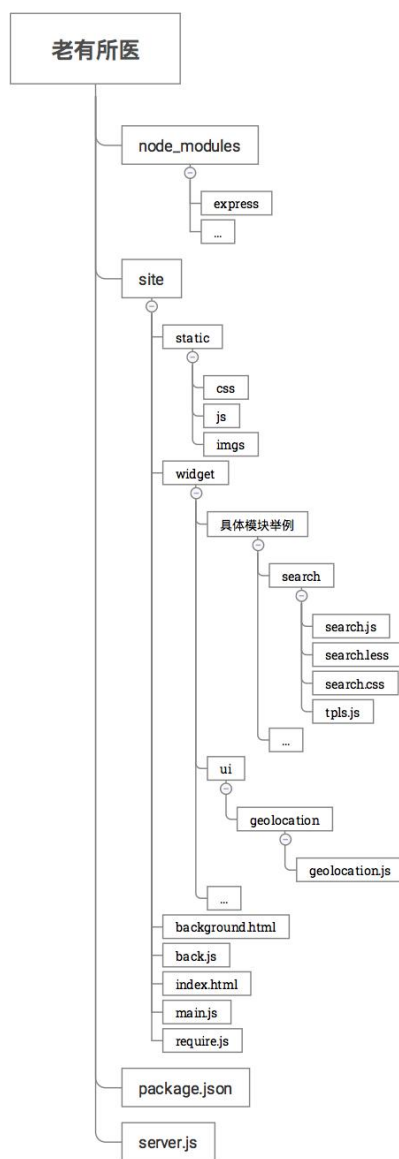 老有所医
node_modules
express
...
site
static
css
js
imgs
widget
具体模块举例
search
search.js
search.less
search.css
tpls.js
...
ui
geolocation
geolocation.js
...
background.html
back.js
index.html
main.js
require.js
package.json
server.js